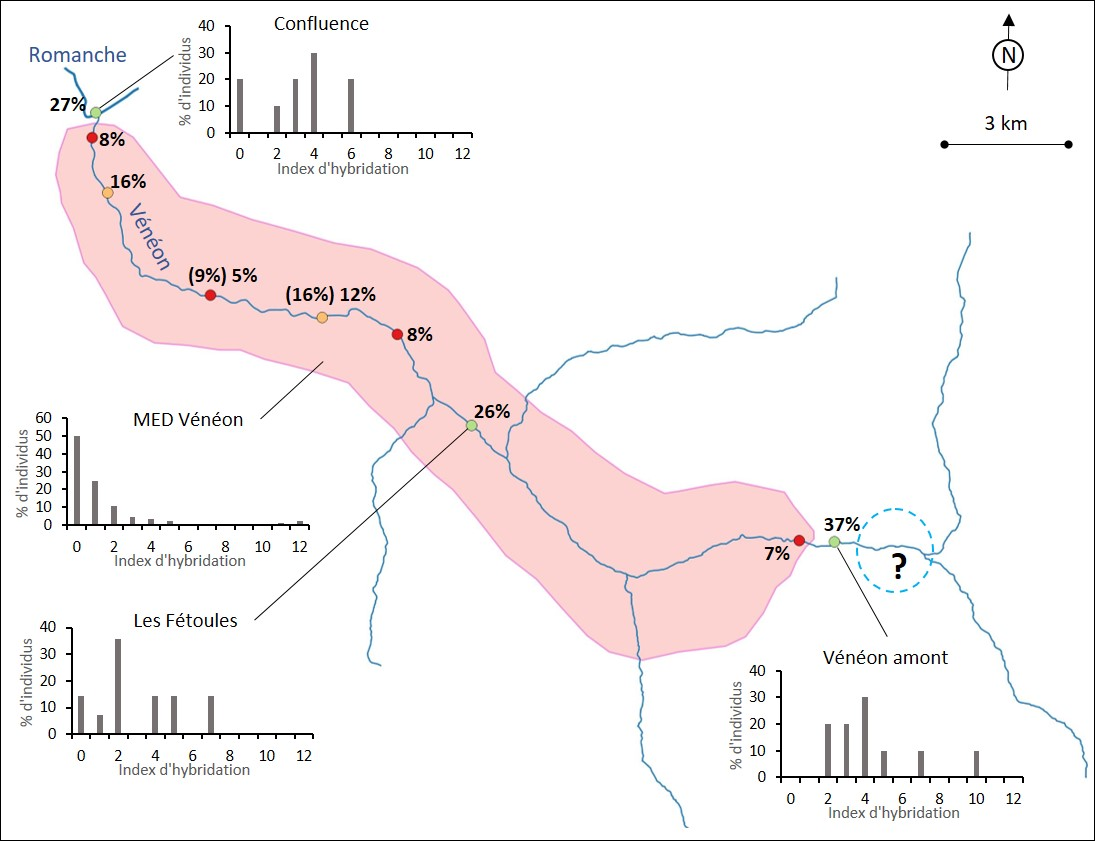 Romanche
27%
Confluence
% d'individus
40
30
20
10
0
0 2 4 6 8 10 12
Index d'hybridation
N
3 km
8%
16%
Vénéon
(9%) 5%
(16%) 12%
8%
26%
MED Vénéon
% d'individus
60
50
40
30
20
10
0
0 2 4 6 8 10 12
Index d'hybridation
7%
37%
?
Les Fétoules
% d'individus
40
30
20
10
0
0 2 4 6 8 10 12
Index d'hybridation
Vénéon amont
% d'individus
40
30
20
10
0
0 2 4 6 8 10 12
Index d'hybridation